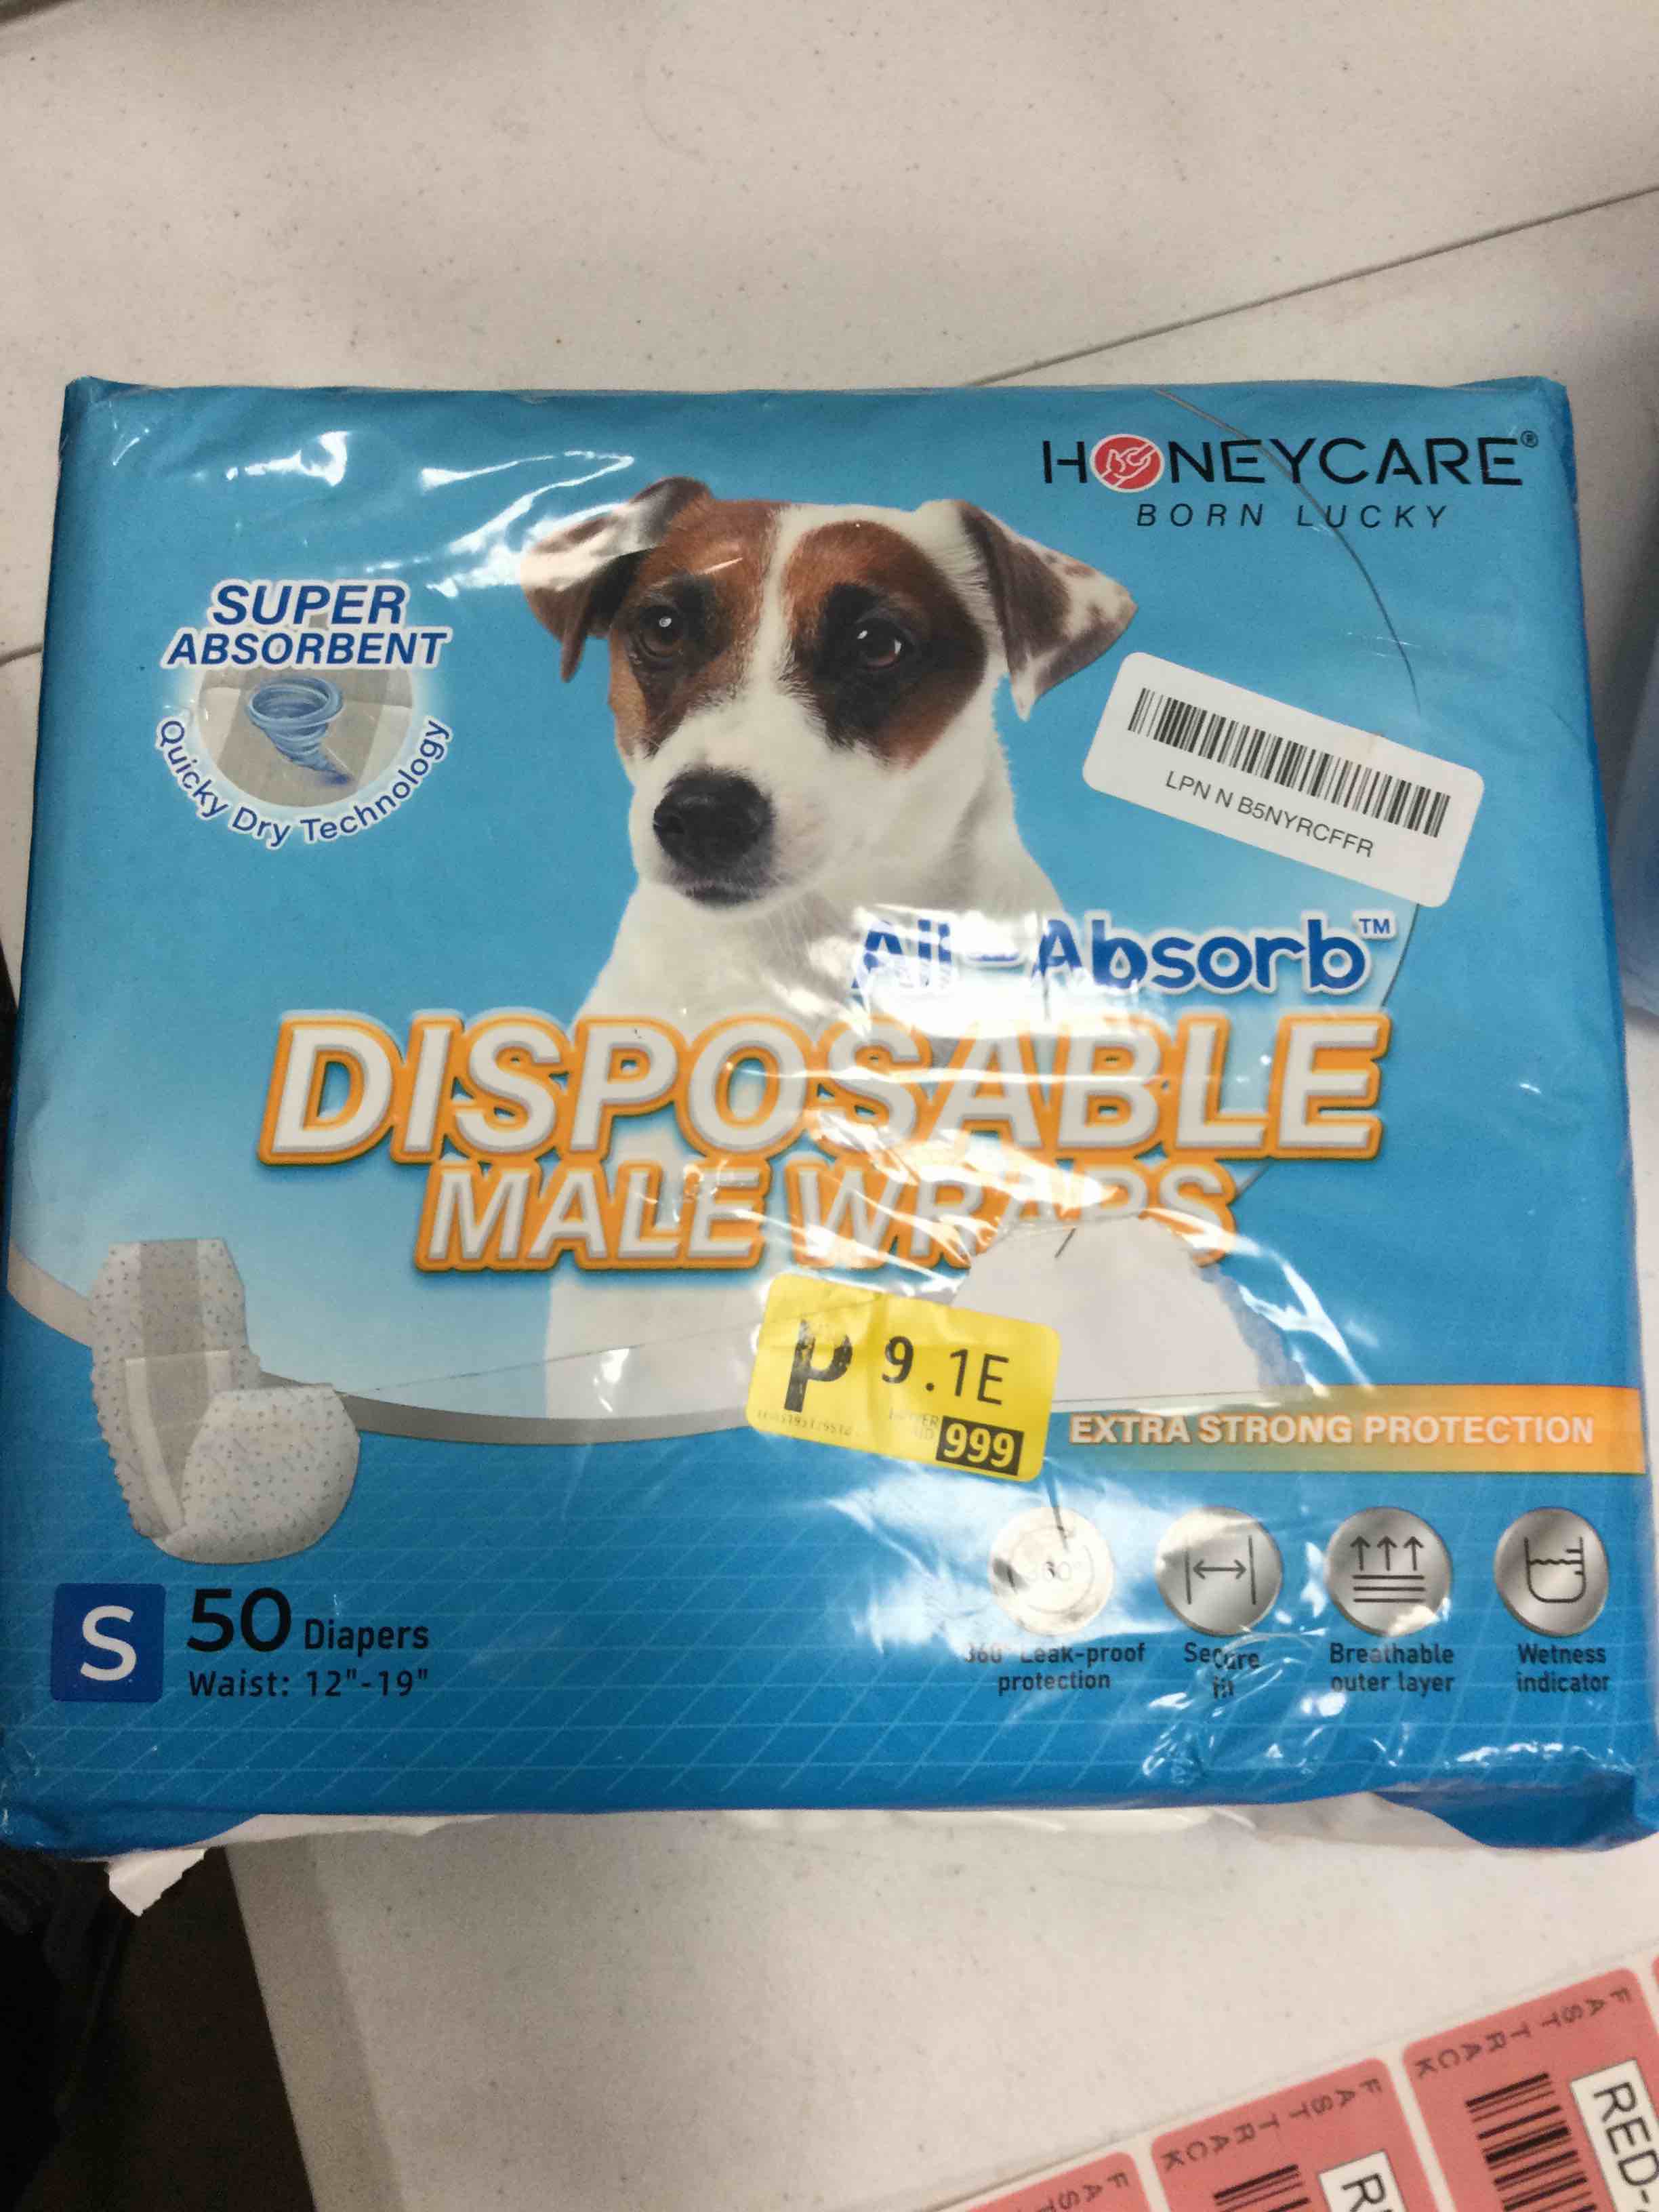 HONEYCARE®
BORN LUCKY
SUPER
ABSORBENT
Quicky Dry Technology
LPN N B5NYRCFFR
All-Absorb™
DISPOSABLE
MALE WRAPS
P 9.1E
999
EXTRA STRONG PROTECTION
360°
S
50 Diapers
Waist: 12"-19"
360° Leak-proof
protection
Secure
fit
Breathable
outer layer
Wetness
indicator
FAST TRACK
FAST TRACK
RED-